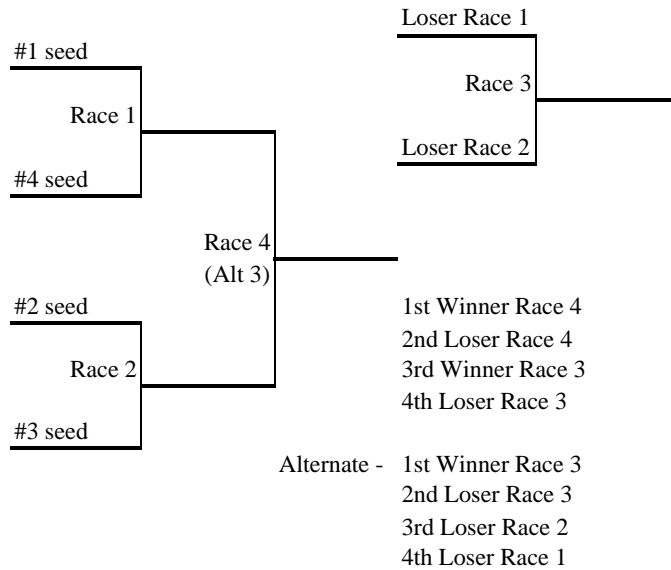 #1 seed
Race 1
#4 seed
Race 4
(Alt 3)
#2 seed
Race 2
#3 seed
Loser Race 1
Race 3
Loser Race 2
1st Winner Race 4
2nd Loser Race 4
3rd Winner Race 3
4th Loser Race 3
Alternate - 1st Winner Race 3
2nd Loser Race 3
3rd Loser Race 2
4th Loser Race 1